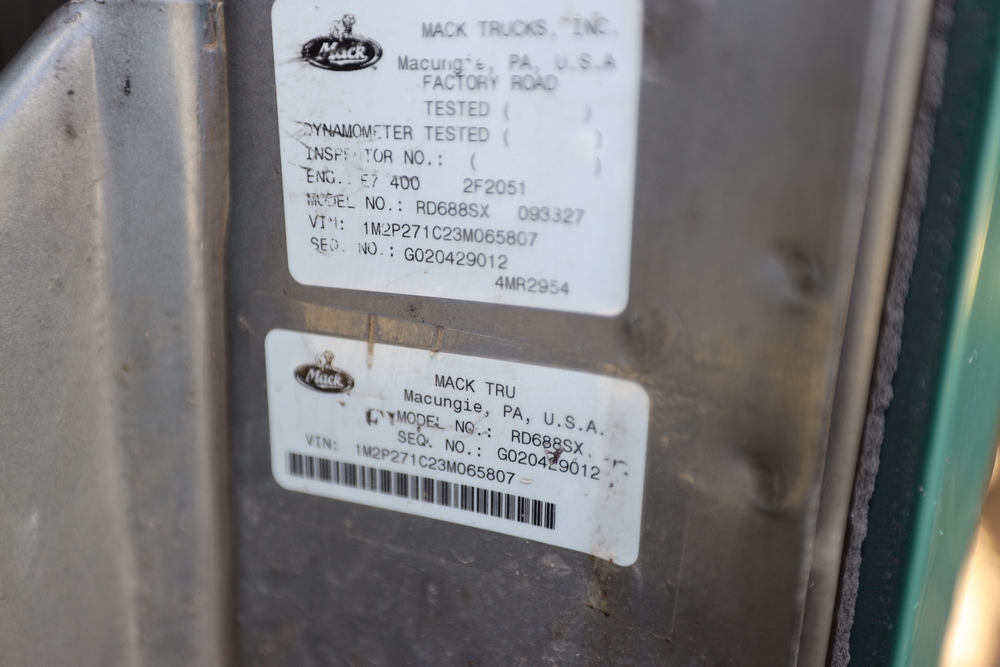 Mack
MACK TRUCKS, INC.
Macungie, PA, U.S.A
FACTORY ROAD
TESTED ( )
DYNAMOMETER TESTED ( )
INSPECTOR NO.: ( )
ENG.: E7 400 2F2051
MODEL NO.: RD688SX 093327
VIN: 1M2P271C23M065807
SEQ. NO.: G020429012
4MR2954
Mack
MACK TRU
Macungie, PA, U.S.A.
MODEL NO.: RD688SX
SEQ. NO.: G020429012
VIN: 1M2P271C23M065807